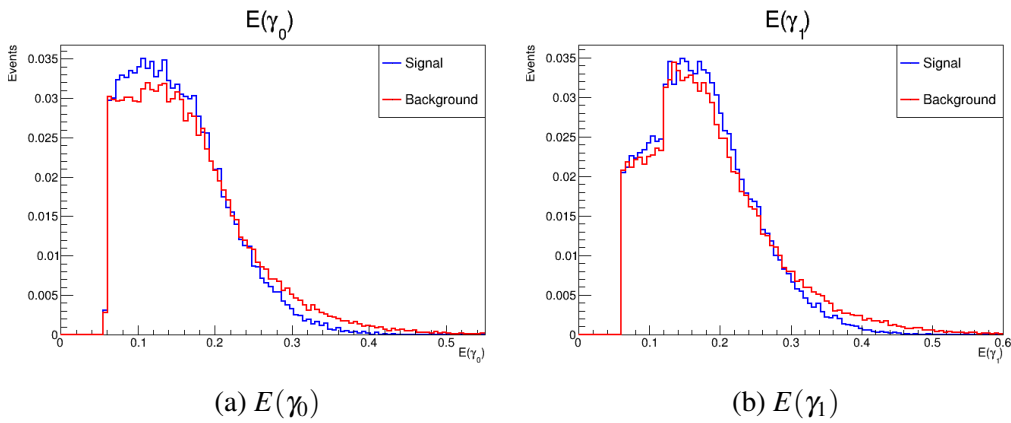 E(γ₀)
Events
0.035
0.03
0.025
0.02
0.015
0.01
0.005
0
0 0.1 0.2 0.3 0.4 0.5
E(γ₀)
Signal
Background
(a) E(γ₀)
E(γ₁)
Events
0.035
0.03
0.025
0.02
0.015
0.01
0.005
0
0 0.1 0.2 0.3 0.4 0.5 0.6
E(γ₁)
Signal
Background
(b) E(γ₁)